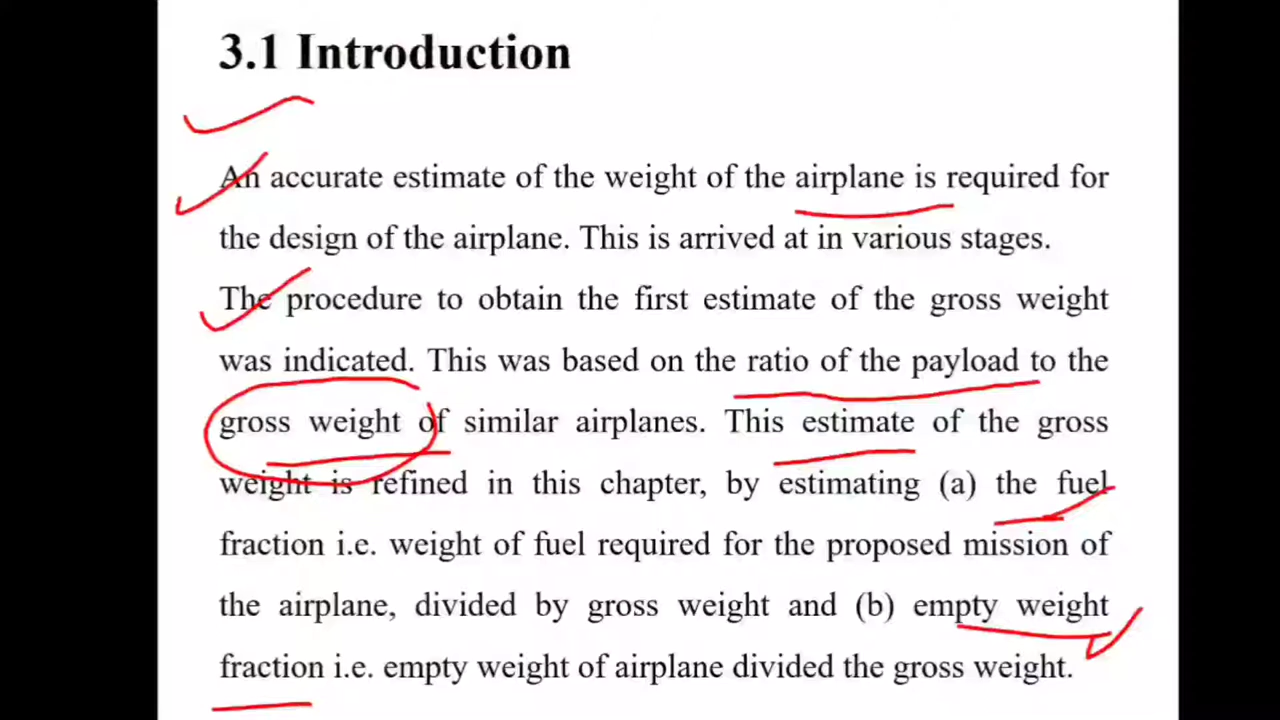 3.1 Introduction
An accurate estimate of the weight of the airplane is required for
the design of the airplane. This is arrived at in various stages.
The procedure to obtain the first estimate of the gross weight
was indicated. This was based on the ratio of the payload to the
gross weight of similar airplanes. This estimate of the gross
weight is refined in this chapter, by estimating (a) the fuel
fraction i.e. weight of fuel required for the proposed mission of
the airplane, divided by gross weight and (b) empty weight
fraction i.e. empty weight of airplane divided the gross weight.